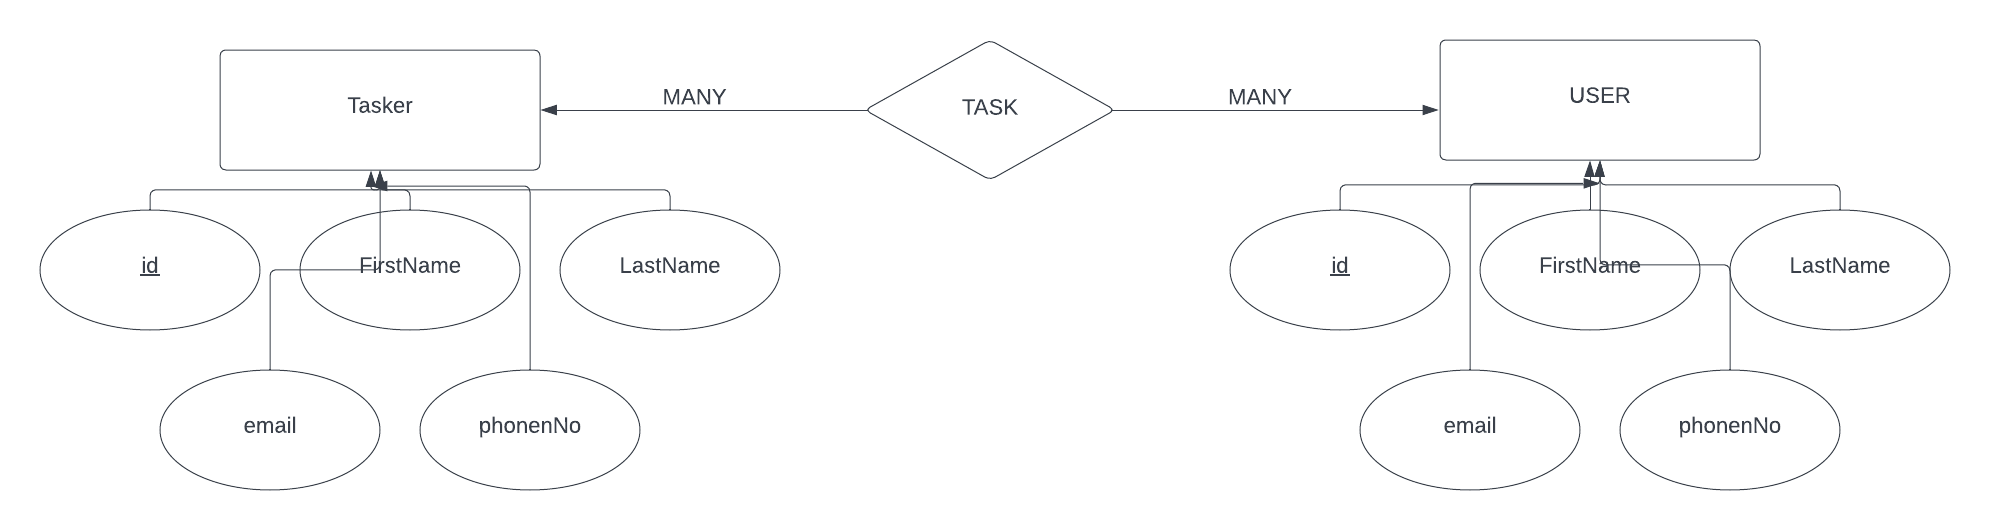 Tasker
MANY
TASK
MANY
USER
id
FirstName
LastName
id
FirstName
LastName
email
phonenNo
email
phonenNo